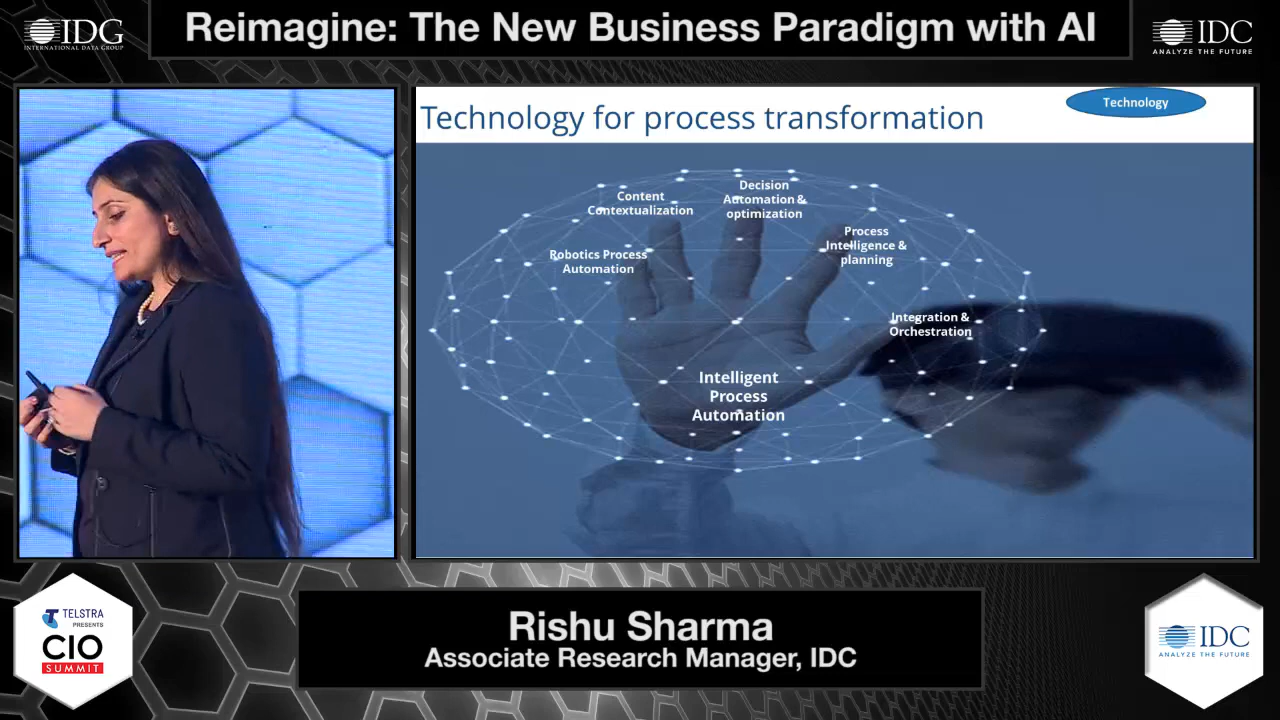 IDG
INTERNATIONAL DATA GROUP
Reimagine: The New Business Paradigm with AI
IDC
ANALYZE THE FUTURE
Technology for process transformation
Technology
Content
Contextualization
Decision
Automation &
optimization
Process
Intelligence &
planning
Robotics Process
Automation
Integration &
Orchestration
Intelligent
Process
Automation
TELSTRA
PRESENTS
CIO
SUMMIT
Rishu Sharma
Associate Research Manager, IDC
IDC
ANALYZE THE FUTURE